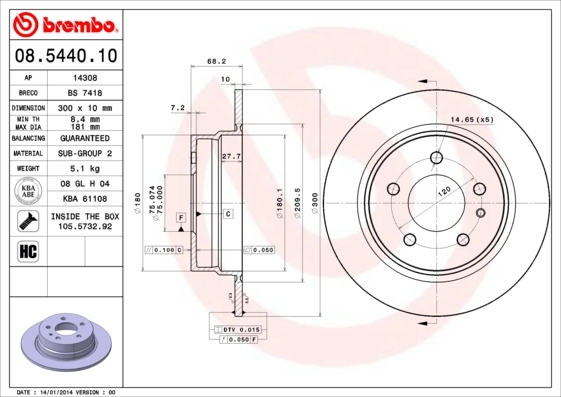 brembo
08.5440.10
AP 14308
BRECO BS 7418
DIMENSION 300 x 10 mm
MIN TH 8.4 mm
MAX DIA 181 mm
BALANCING GUARANTEED
MATERIAL SUB-GROUP 2
WEIGHT 5.1 kg
KBA ABE
08 GL H 04
KBA 61108
INSIDE THE BOX
105.5732.92
HC
DATE : 14/01/2014 VERSION : 00
68.2
10
7.2
27.7
Ø180
Ø75.074
Ø75.000
F
C
Ø180.1
Ø209.5
Ø300
// 0.100 C
0.050
DTV 0.015
↗ 0.050 F
14.65 (x5)
120